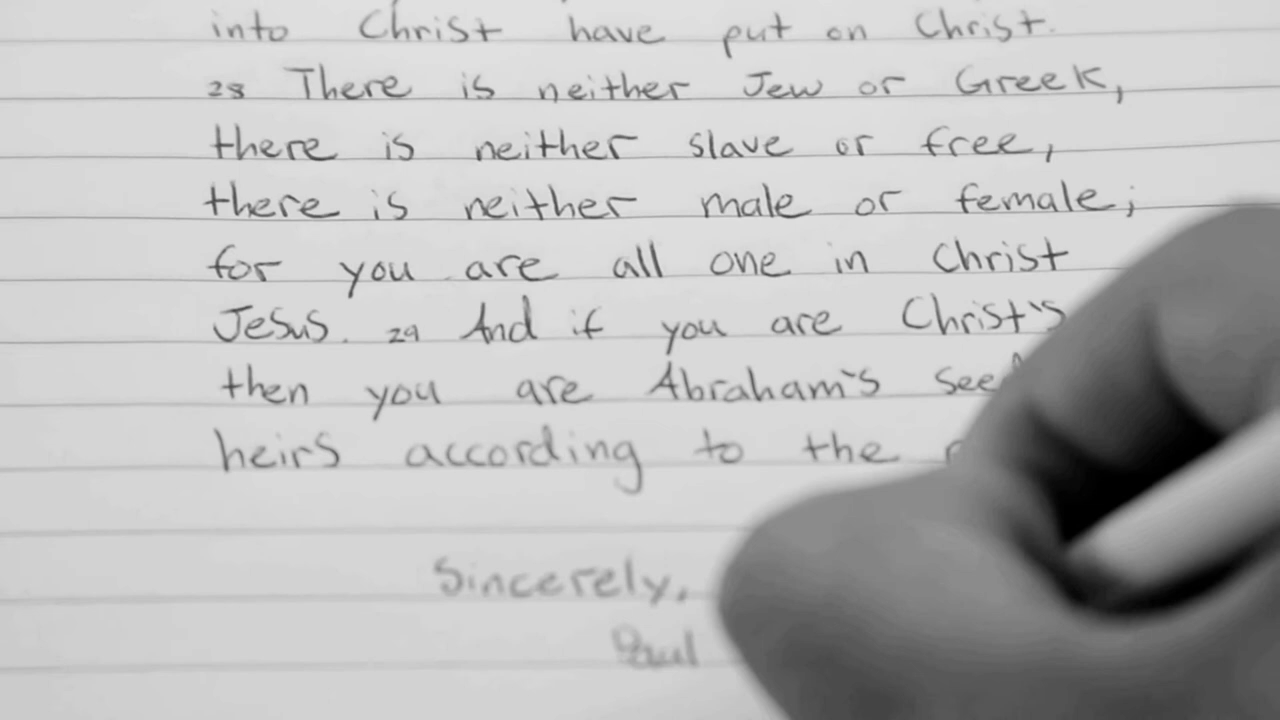 into Christ have put on Christ.
28 There is neither Jew or Greek,
there is neither slave or free,
there is neither male or female;
for you are all one in Christ
Jesus. 29 And if you are Christ's
then you are Abraham's
heirs according to the
Sincerely,
Paul